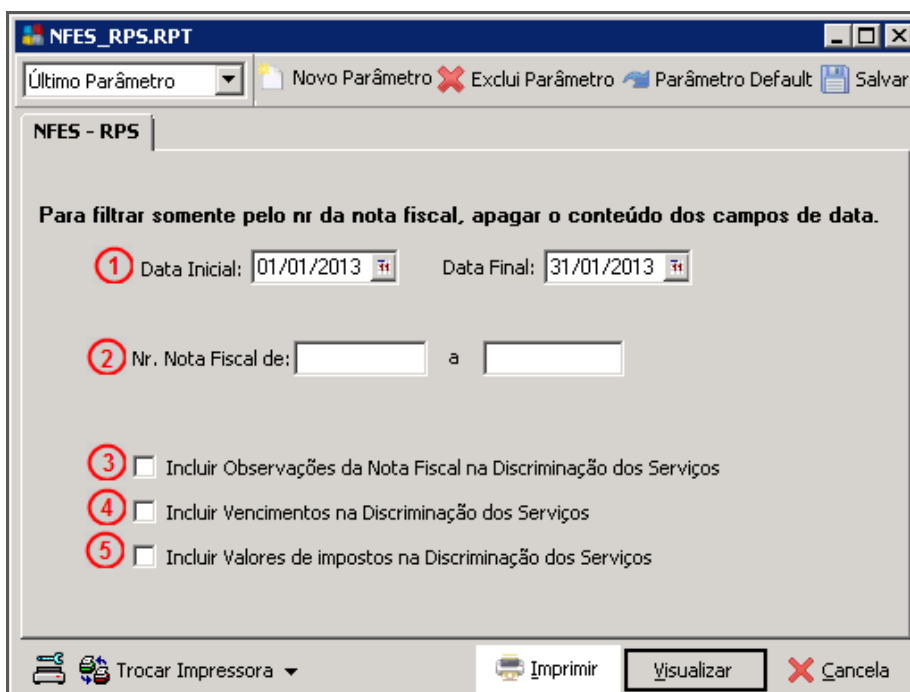 NFES_RPS.RPT
Último Parâmetro Novo Parâmetro Exclui Parâmetro Parâmetro Default Salvar
NFES - RPS
Para filtrar somente pelo nr da nota fiscal, apagar o conteúdo dos campos de data.
1 Data Inicial: 01/01/2013 Data Final: 31/01/2013
2 Nr. Nota Fiscal de: a
3 Incluir Observações da Nota Fiscal na Discriminação dos Serviços
4 Incluir Vencimentos na Discriminação dos Serviços
5 Incluir Valores de impostos na Discriminação dos Serviços
Trocar Impressora Imprimir Visualizar Cancela